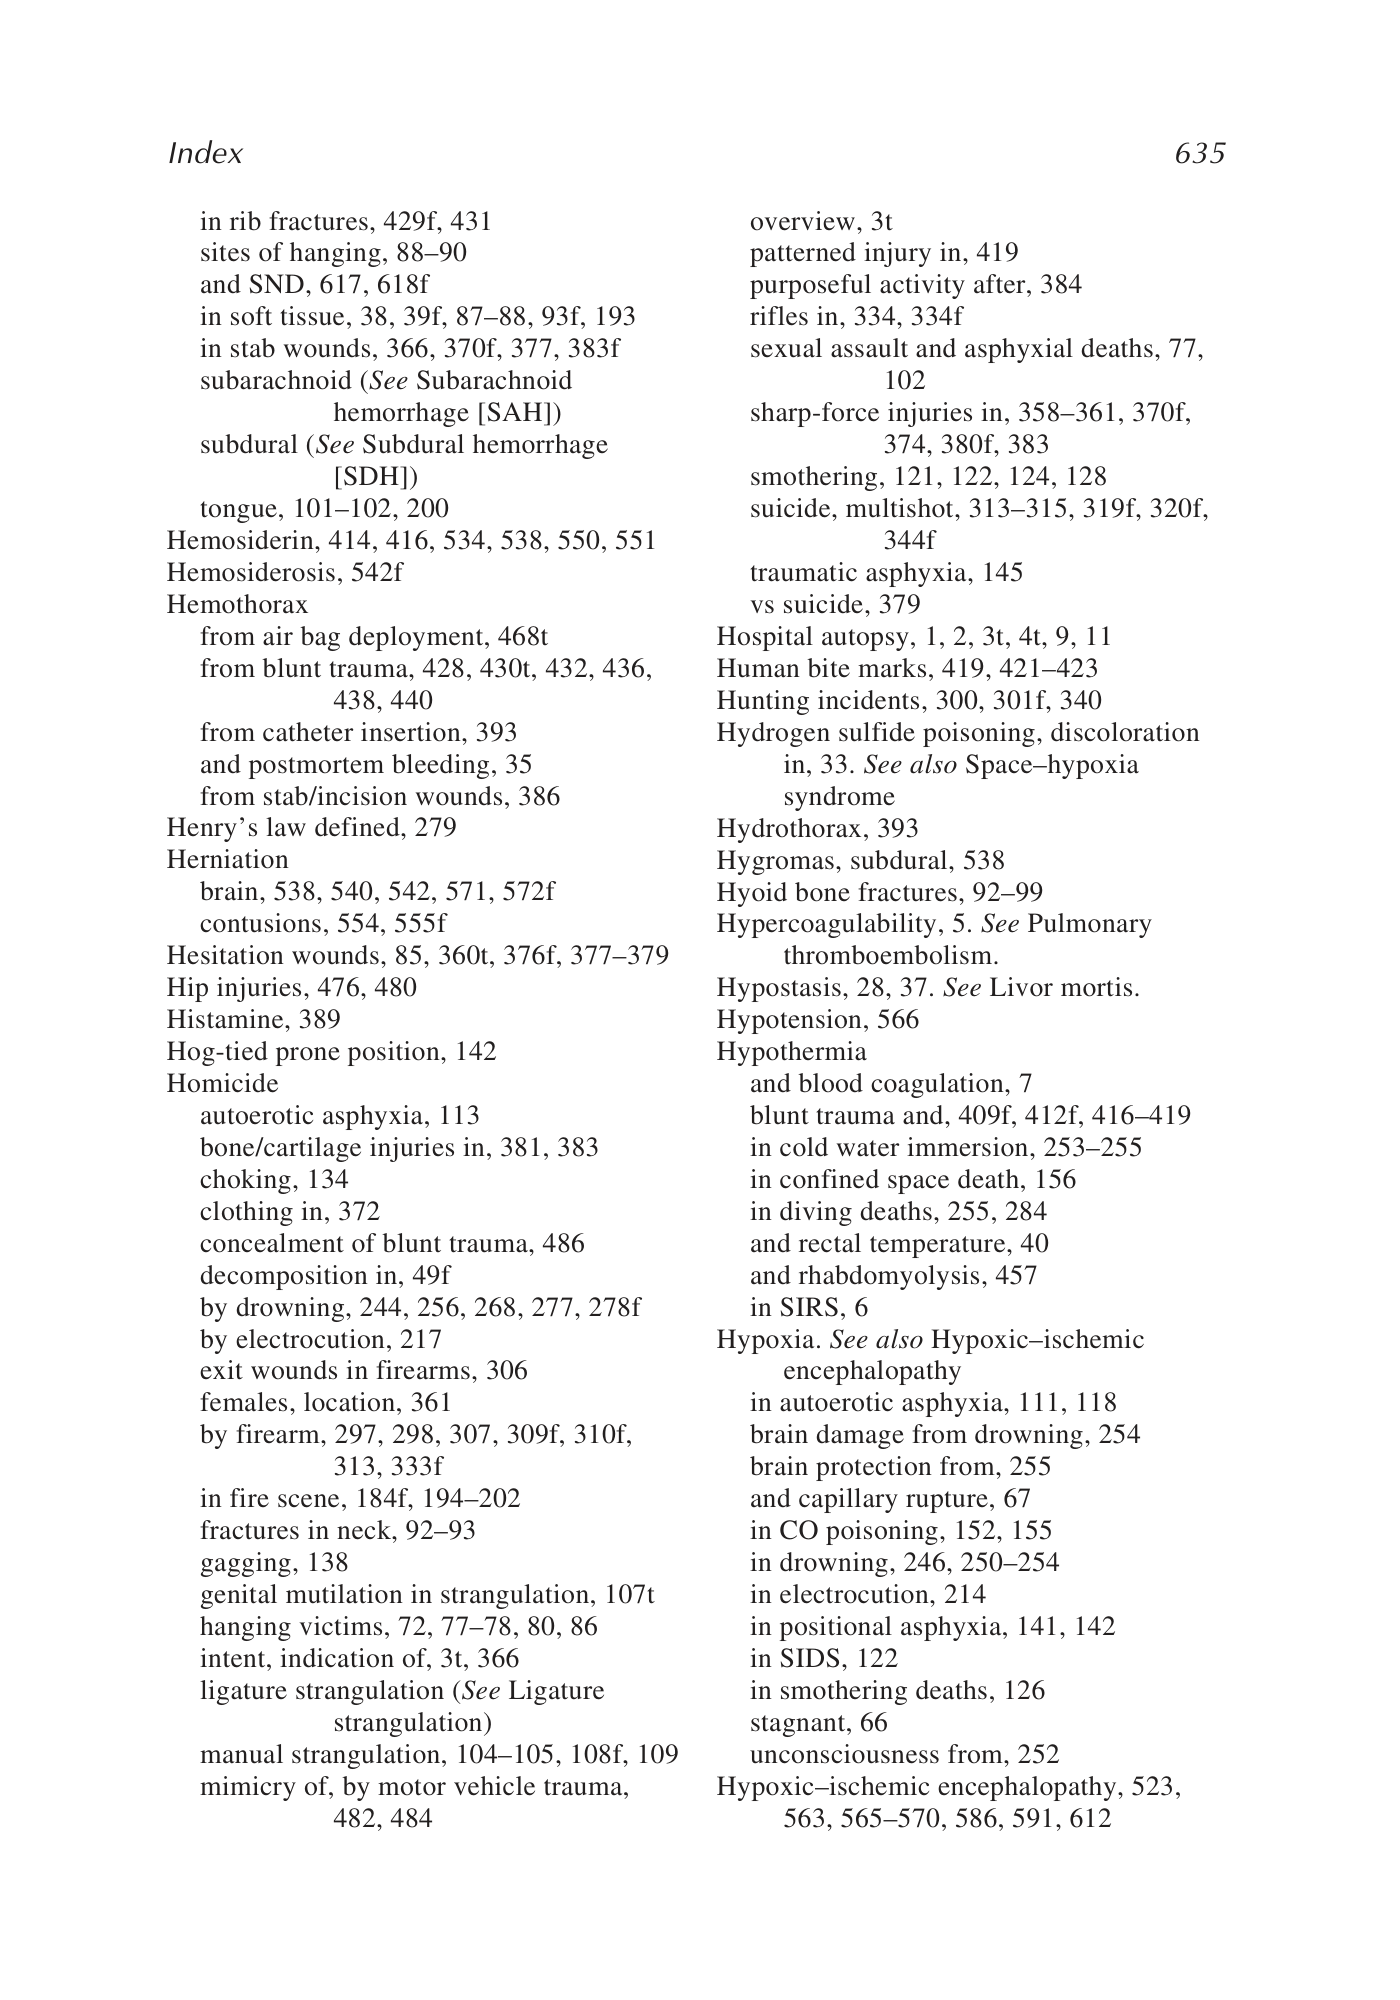 Index
635
in rib fractures, 429f, 431
sites of hanging, 88–90
and SND, 617, 618f
in soft tissue, 38, 39f, 87–88, 93f, 193
in stab wounds, 366, 370f, 377, 383f
subarachnoid (See Subarachnoid
hemorrhage [SAH])
subdural (See Subdural hemorrhage
[SDH])
tongue, 101–102, 200
Hemosiderin, 414, 416, 534, 538, 550, 551
Hemosiderosis, 542f
Hemothorax
from air bag deployment, 468t
from blunt trauma, 428, 430t, 432, 436,
438, 440
from catheter insertion, 393
and postmortem bleeding, 35
from stab/incision wounds, 386
Henry’s law defined, 279
Herniation
brain, 538, 540, 542, 571, 572f
contusions, 554, 555f
Hesitation wounds, 85, 360t, 376f, 377–379
Hip injuries, 476, 480
Histamine, 389
Hog-tied prone position, 142
Homicide
autoerotic asphyxia, 113
bone/cartilage injuries in, 381, 383
choking, 134
clothing in, 372
concealment of blunt trauma, 486
decomposition in, 49f
by drowning, 244, 256, 268, 277, 278f
by electrocution, 217
exit wounds in firearms, 306
females, location, 361
by firearm, 297, 298, 307, 309f, 310f,
313, 333f
in fire scene, 184f, 194–202
fractures in neck, 92–93
gagging, 138
genital mutilation in strangulation, 107t
hanging victims, 72, 77–78, 80, 86
intent, indication of, 3t, 366
ligature strangulation (See Ligature
strangulation)
manual strangulation, 104–105, 108f, 109
mimicry of, by motor vehicle trauma,
482, 484
overview, 3t
patterned injury in, 419
purposeful activity after, 384
rifles in, 334, 334f
sexual assault and asphyxial deaths, 77,
102
sharp-force injuries in, 358–361, 370f,
374, 380f, 383
smothering, 121, 122, 124, 128
suicide, multishot, 313–315, 319f, 320f,
344f
traumatic asphyxia, 145
vs suicide, 379
Hospital autopsy, 1, 2, 3t, 4t, 9, 11
Human bite marks, 419, 421–423
Hunting incidents, 300, 301f, 340
Hydrogen sulfide poisoning, discoloration
in, 33. See also Space–hypoxia
syndrome
Hydrothorax, 393
Hygromas, subdural, 538
Hyoid bone fractures, 92–99
Hypercoagulability, 5. See Pulmonary
thromboembolism.
Hypostasis, 28, 37. See Livor mortis.
Hypotension, 566
Hypothermia
and blood coagulation, 7
blunt trauma and, 409f, 412f, 416–419
in cold water immersion, 253–255
in confined space death, 156
in diving deaths, 255, 284
and rectal temperature, 40
and rhabdomyolysis, 457
in SIRS, 6
Hypoxia. See also Hypoxic–ischemic
encephalopathy
in autoerotic asphyxia, 111, 118
brain damage from drowning, 254
brain protection from, 255
and capillary rupture, 67
in CO poisoning, 152, 155
in drowning, 246, 250–254
in electrocution, 214
in positional asphyxia, 141, 142
in SIDS, 122
in smothering deaths, 126
stagnant, 66
unconsciousness from, 252
Hypoxic–ischemic encephalopathy, 523,
563, 565–570, 586, 591, 612